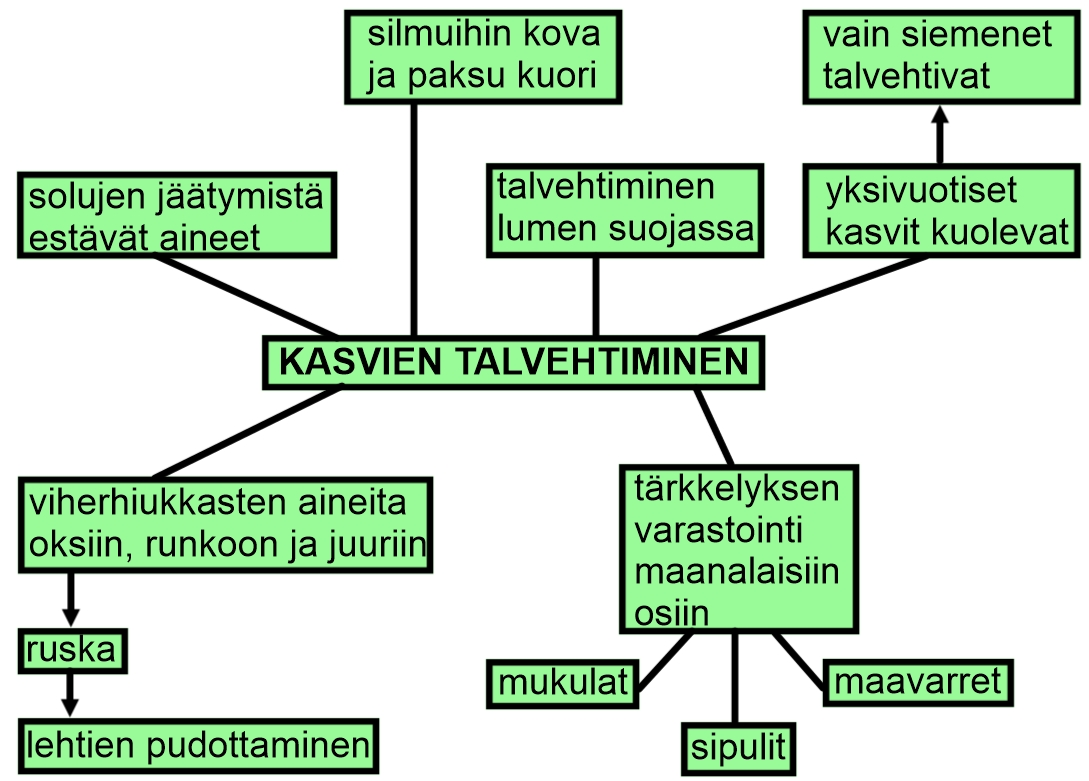 silmuihin kova
ja paksu kuori
vain siemenet
talvehtivat
solujen jäätymistä
estävät aineet
talvehtiminen
lumen suojassa
yksivuotiset
kasvit kuolevat
KASVIEN TALVEHTIMINEN
viherhiukkasten aineita
oksiin, runkoon ja juuriin
ruska
lehtien pudottaminen
tärkkelyksen
varastointi
maanalaisiin
osiin
mukulat
sipulit
maavarret